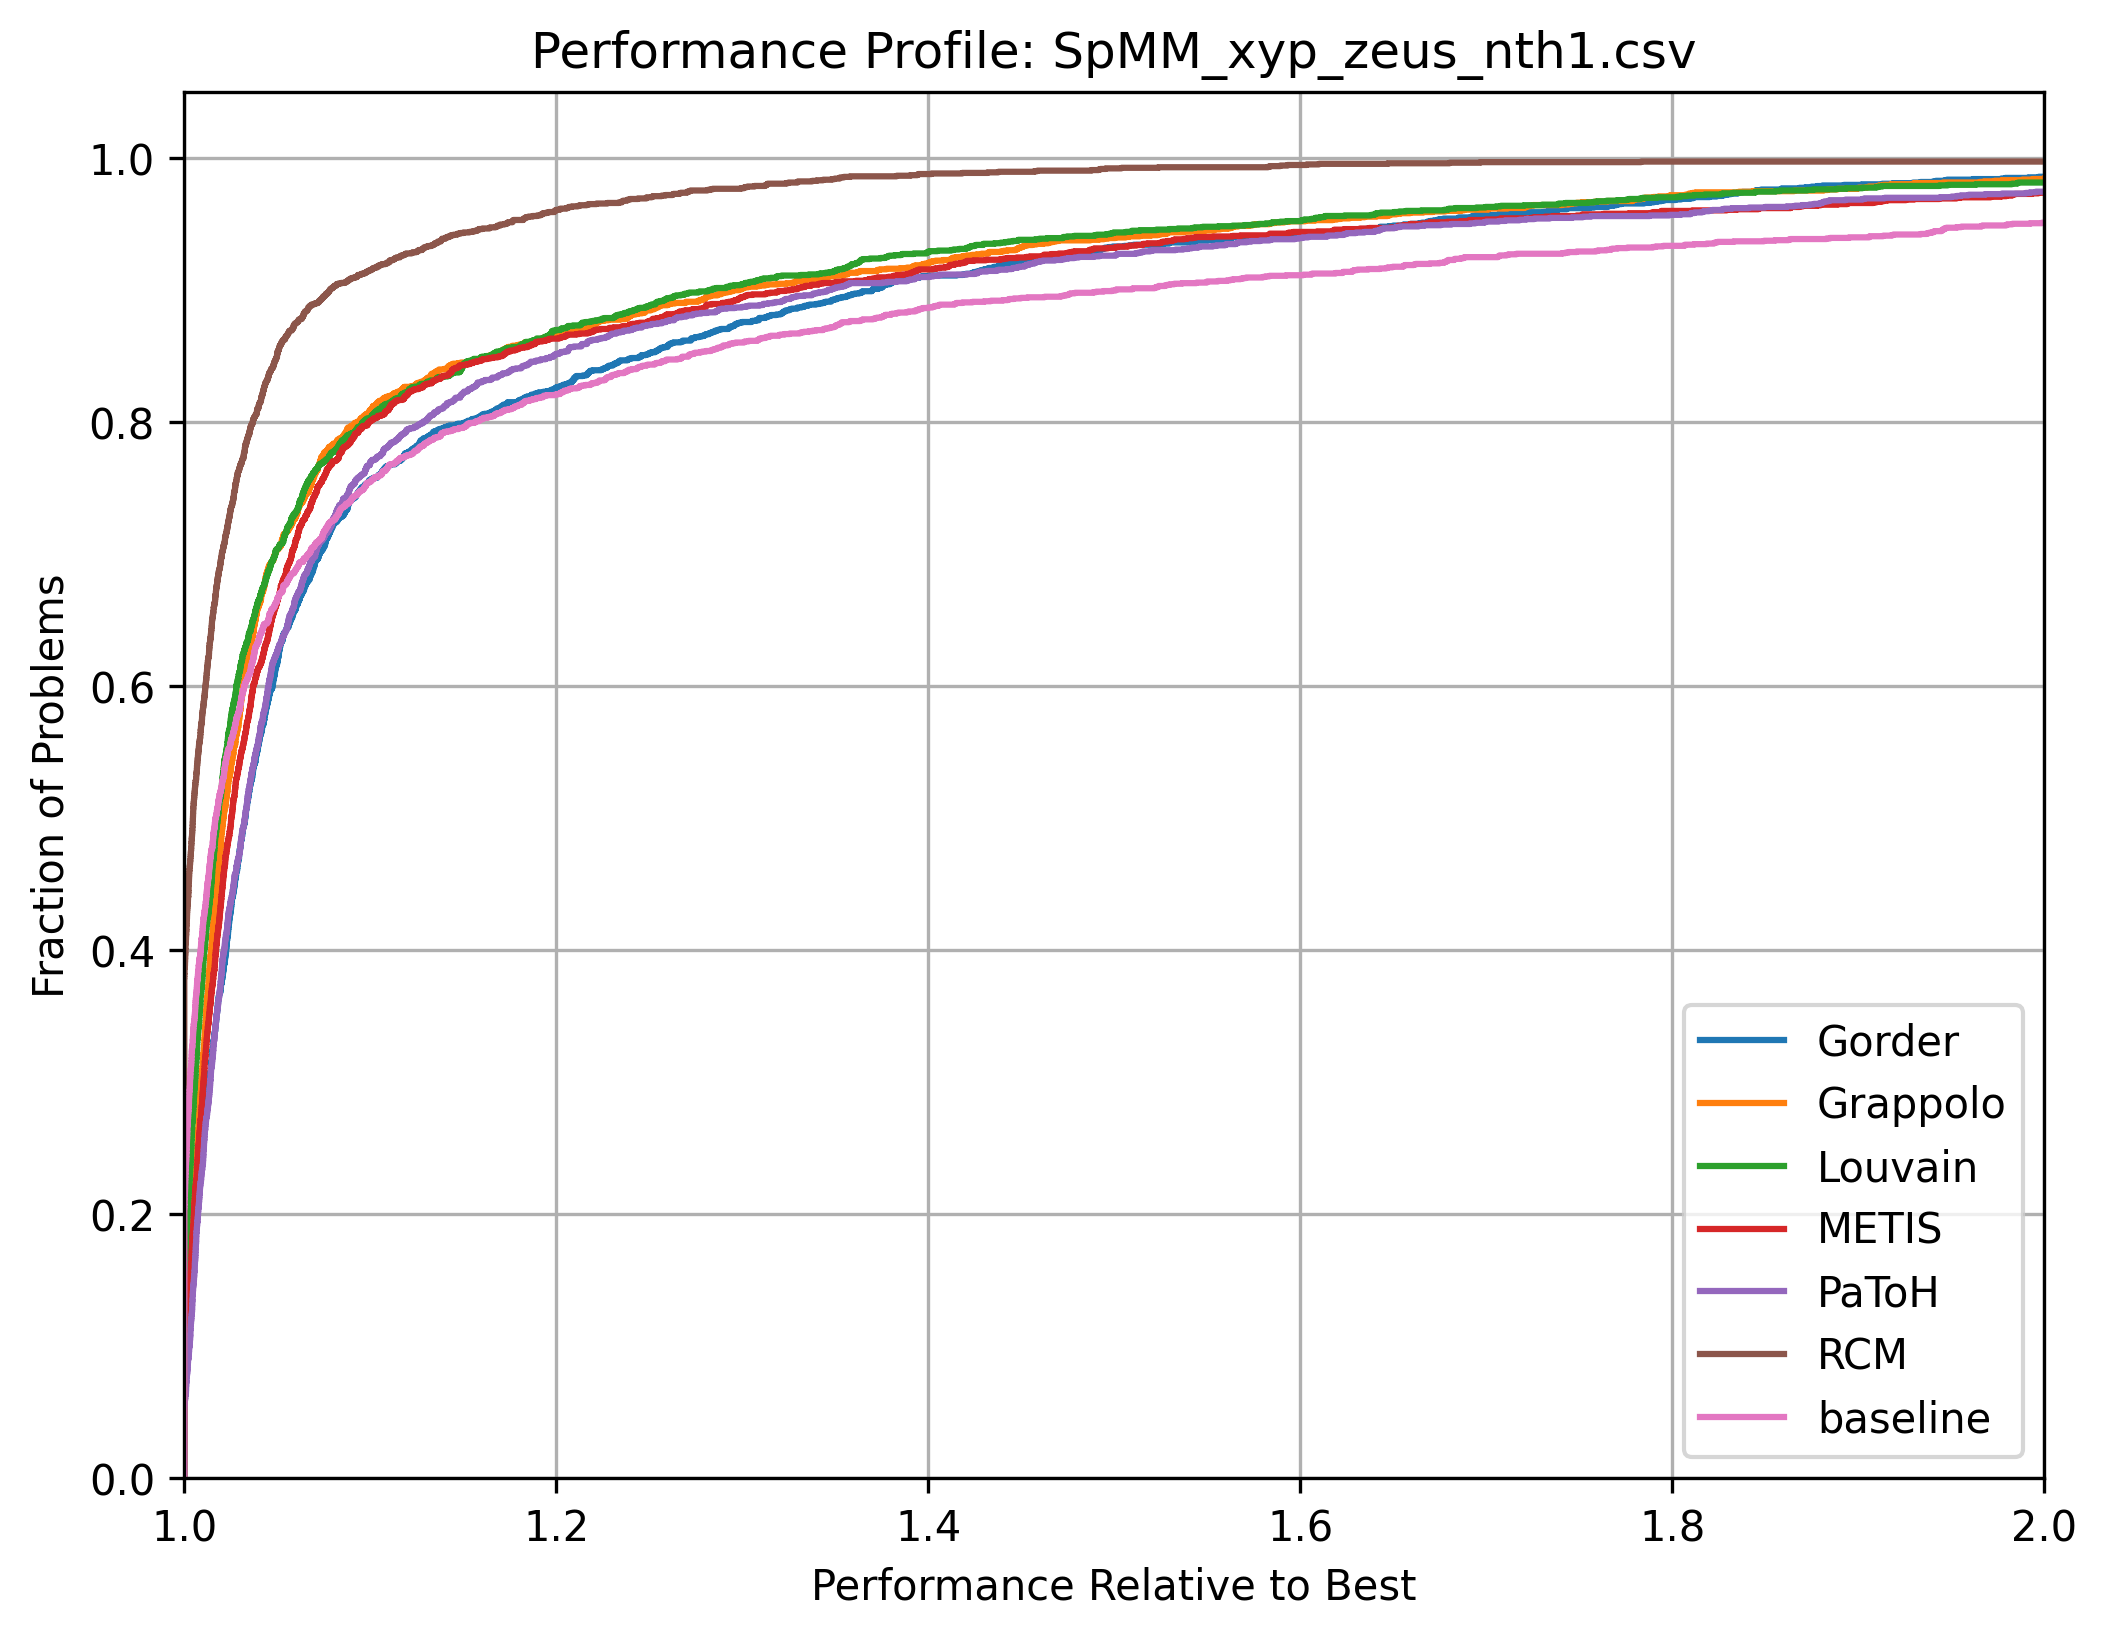 Performance Profile: SpMM_xyp_zeus_nth1.csv
Fraction of Problems
1.0
0.8
0.6
0.4
0.2
0.0
Gorder
Grappolo
Louvain
METIS
PaToH
RCM
baseline
1.0 1.2 1.4 1.6 1.8 2.0
Performance Relative to Best